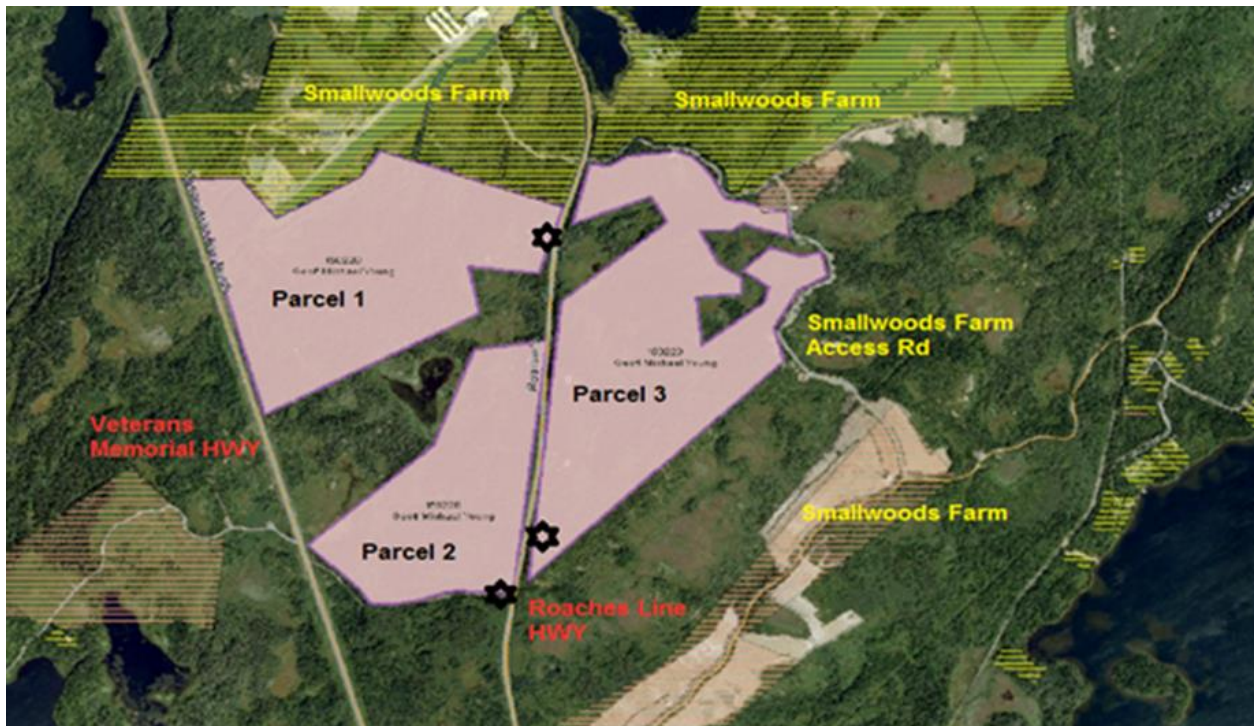 Smallwoods Farm
Smallwoods Farm
Parcel 1
Smallwoods Farm
Access Rd
Parcel 3
Veterans
Memorial HWY
Smallwoods Farm
Parcel 2
Roaches Line
HWY